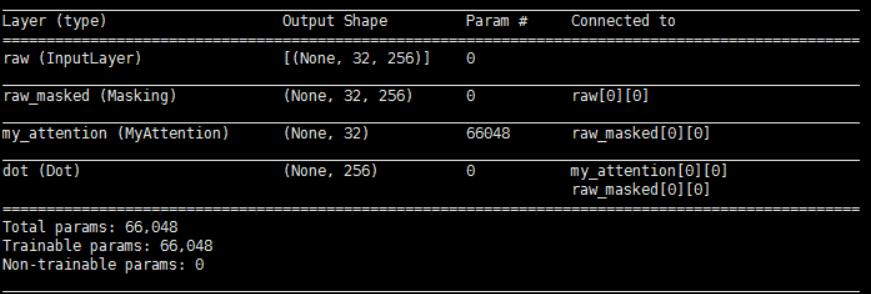 Layer (type) Output Shape Param # Connected to
raw (InputLayer) [(None, 32, 256)] 0
raw_masked (Masking) (None, 32, 256) 0 raw[0][0]
my_attention (MyAttention) (None, 32) 66048 raw_masked[0][0]
dot (Dot) (None, 256) 0 my_attention[0][0]
raw_masked[0][0]
Total params: 66,048
Trainable params: 66,048
Non-trainable params: 0